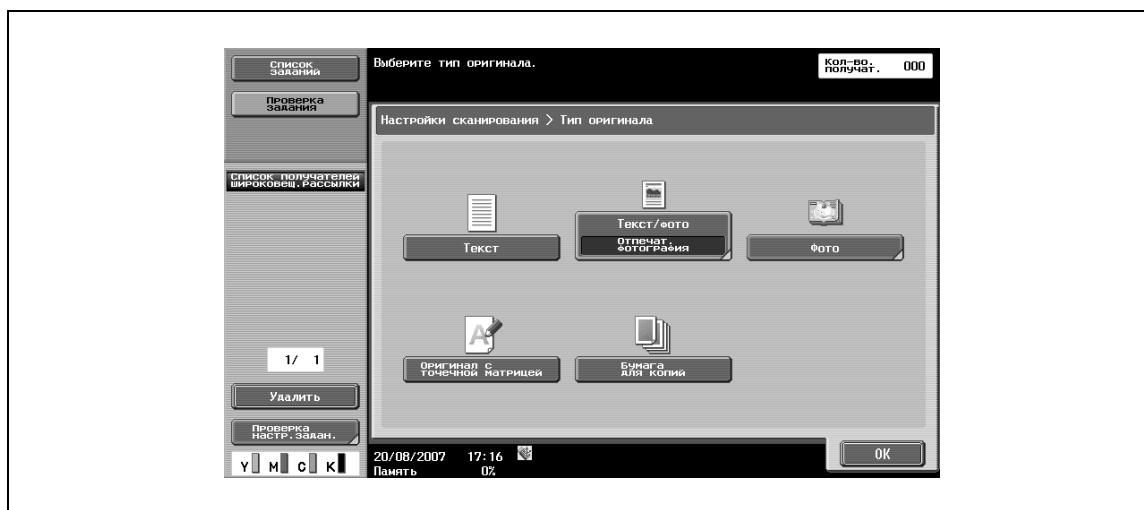 Список
заданий
Проверка
задания
Список получателей
широковещ.рассылки
1/ 1
Удалить
Проверка
настр.задан.
Y M C K
Выберите тип оригинала.
Кол-во.
получат. 000
Настройки сканирования > Тип оригинала
Текст
Текст/фото
Отпечат.
фотография
Фото
Оригинал с
точечной матрицей
Бумага
для копий
20/08/2007 17:16
Память 0%
OK